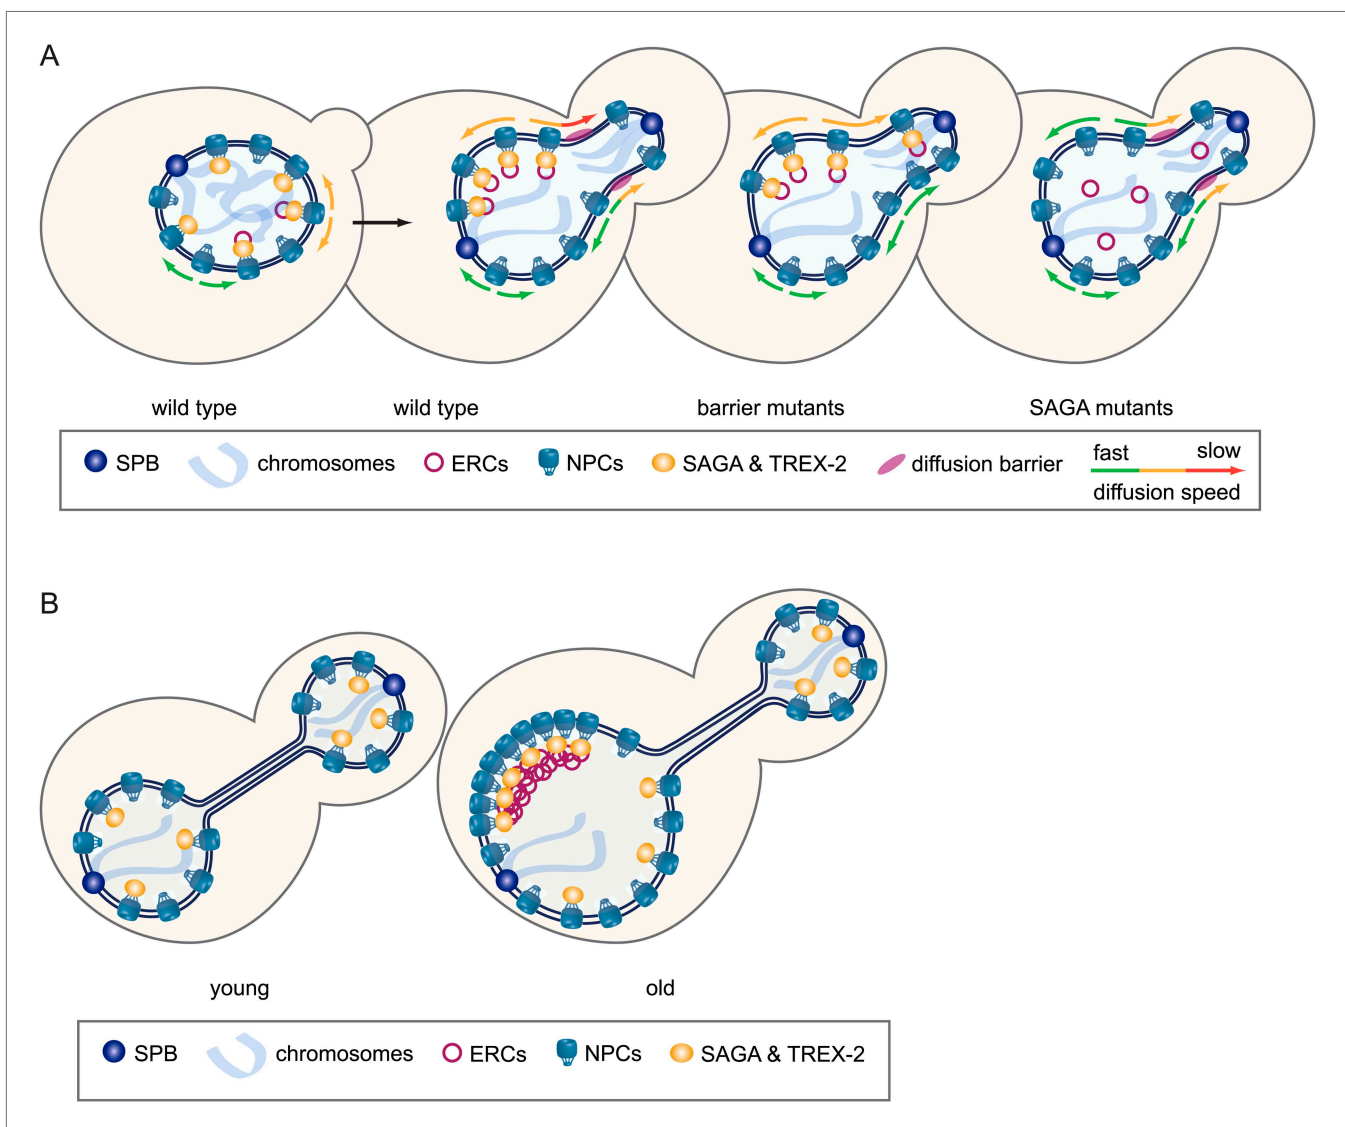 A
wild type
wild type
barrier mutants
SAGA mutants
SPB
chromosomes
ERCs
NPCs
SAGA & TREX-2
diffusion barrier
fast
slow
diffusion speed
B
young
old
SPB
chromosomes
ERCs
NPCs
SAGA & TREX-2